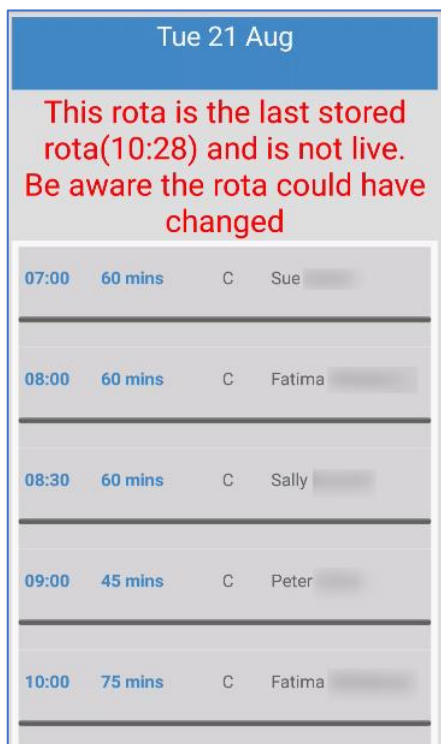 Tue 21 Aug
This rota is the last stored
rota(10:28) and is not live.
Be aware the rota could have
changed
07:00 60 mins C Sue
08:00 60 mins C Fatima
08:30 60 mins C Sally
09:00 45 mins C Peter
10:00 75 mins C Fatima